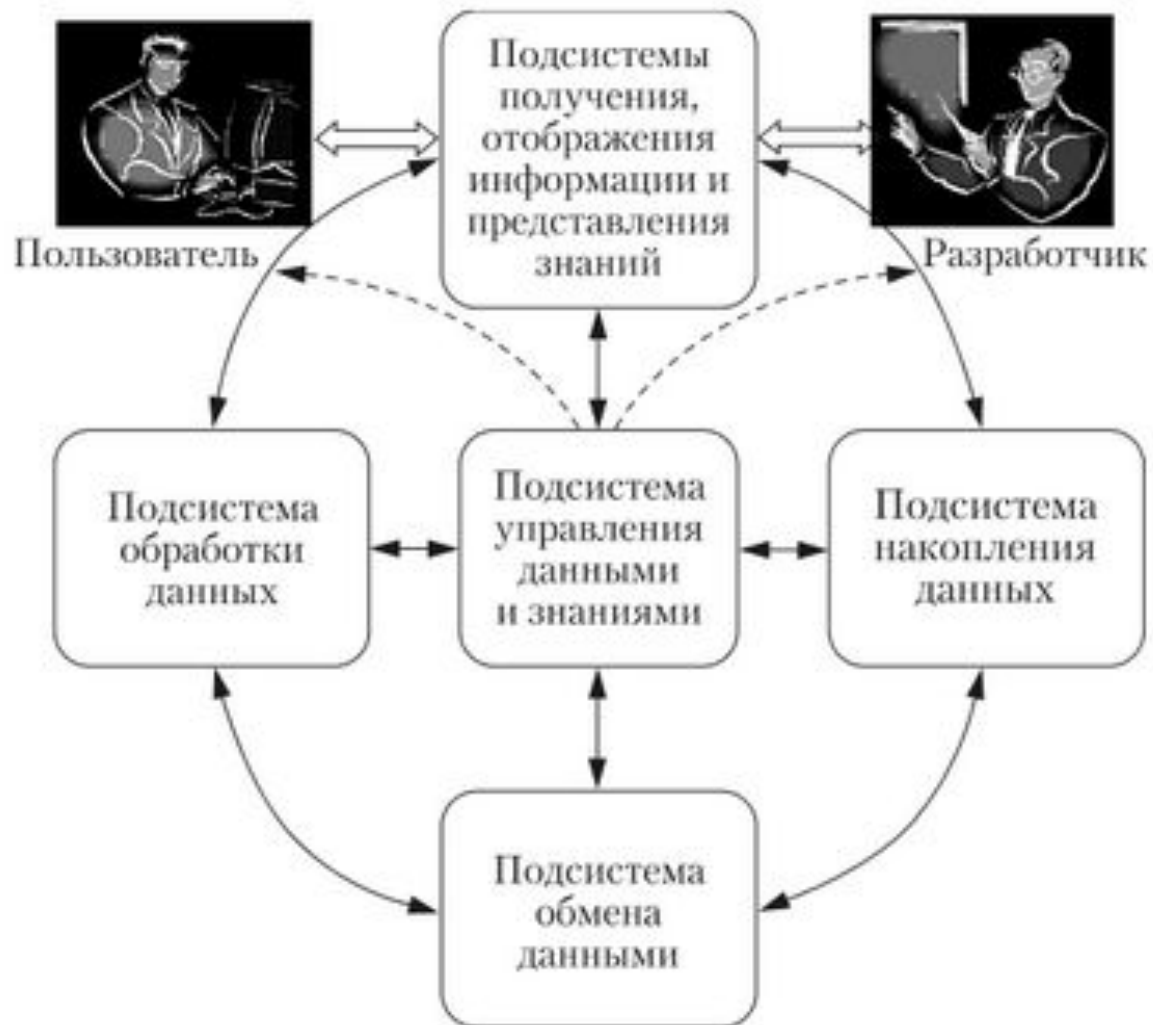 Подсистемы
получения,
отображения
информации и
представления
знаний
Пользователь
Разработчик
Подсистема
обработки
данных
Подсистема
управления
данными
и знаниями
Подсистема
накопления
данных
Подсистема
обмена
данными